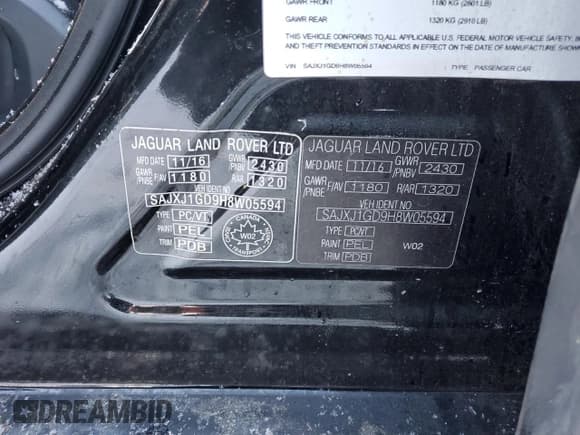 GAWR FRONT 1180 KG (2601 LB)
GAWR REAR 1320 KG (2910 LB)
THIS VEHICLE CONFORMS TO ALL APPLICABLE U.S. FEDERAL MOTOR VEHICLE SAFETY,
AND THEFT PREVENTION STANDARDS IN EFFECT ON THE DATE OF MANUFACTURE SHOWN
VIN SAJXJ1GD9H8W05594 TYPE PASSENGER CAR
JAGUAR LAND ROVER LTD
MFD DATE 11/16 GVWR /PNBV 2430
GAWR /PNBE F/AV 1180 R/AR 1320
VEH IDENT N°
SAJXJ1GD9H8W05594
TYPE PC/VT
PAINT PEL
TRIM PDB
CANADA
W02
TRANSPORT
JAGUAR LAND ROVER LTD
MFD DATE 11/16 GVWR /PNBV 2430
GAWR /PNBE F/AV 1180 R/AR 1320
VEH IDENT N°
SAJXJ1GD9H8W05594
TYPE PC/VT
PAINT PEL W02
TRIM PDB
DREAMBID